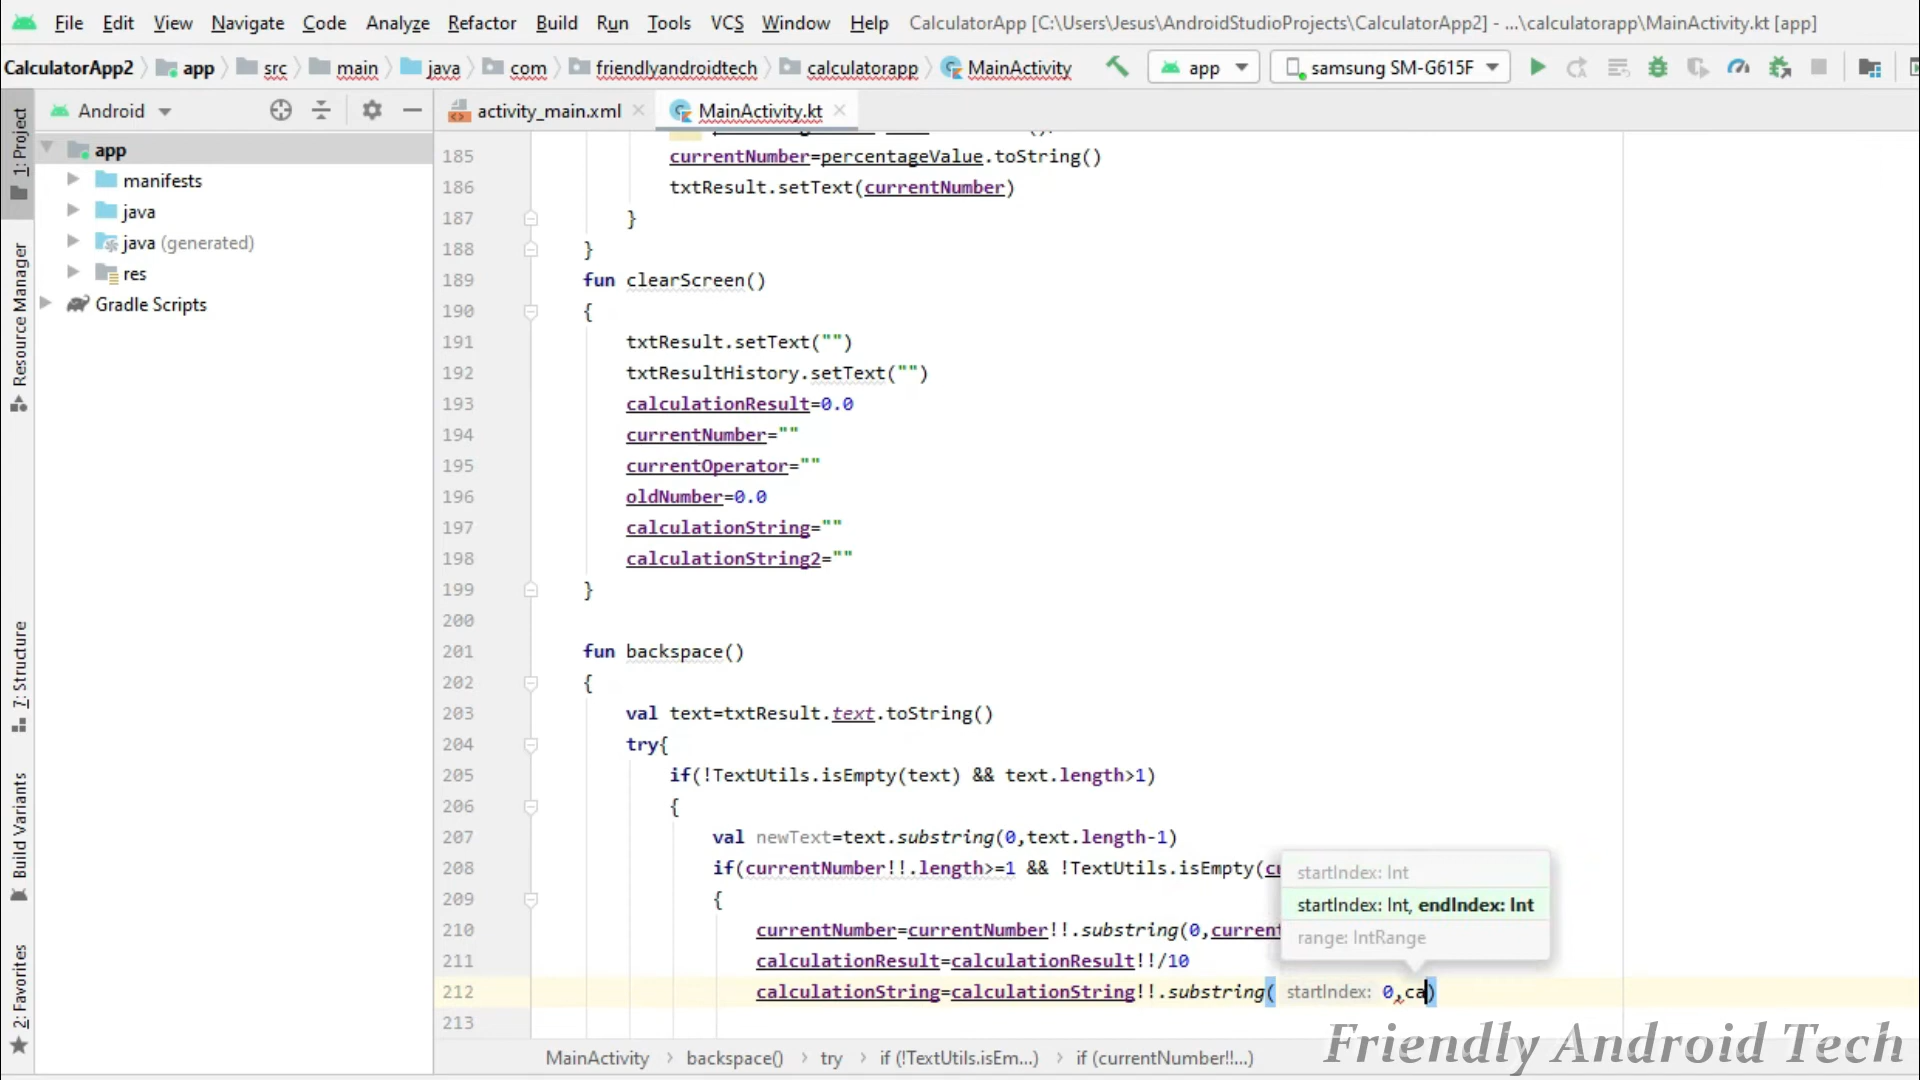 File Edit View Navigate Code Analyze Refactor Build Run Tools VCS Window Help CalculatorApp [C:\Users\Jesus\AndroidStudioProjects\CalculatorApp2] - ...\calculatorapp\MainActivity.kt [app]
CalculatorApp2 app src main java com friendlyandroidtech calculatorapp MainActivity app samsung SM-G615F
Android
activity_main.xml
MainActivity.kt
1: Project
Resource Manager
7: Structure
Build Variants
2: Favorites
app
manifests
java
java (generated)
res
Gradle Scripts
185 currentNumber=percentageValue.toString()
186 txtResult.setText(currentNumber)
187 }
188 }
189 fun clearScreen()
190 {
191 txtResult.setText("")
192 txtResultHistory.setText("")
193 calculationResult=0.0
194 currentNumber=""
195 currentOperator=""
196 oldNumber=0.0
197 calculationString=""
198 calculationString2=""
199 }
200
201 fun backspace()
202 {
203 val text=txtResult.text.toString()
204 try{
205 if(!TextUtils.isEmpty(text) && text.length>1)
206 {
207 val newText=text.substring(0,text.length-1)
208 if(currentNumber!!.length>=1 && !TextUtils.isEmpty(cu
209 {
210 currentNumber=currentNumber!!.substring(0,current
211 calculationResult=calculationResult!!/10
212 calculationString=calculationString!!.substring( startIndex: 0,ca)
213
startIndex: Int
startIndex: Int, endIndex: Int
range: IntRange
MainActivity backspace() try if (!TextUtils.isEm...) if (currentNumber!!...)
Friendly Android Tech